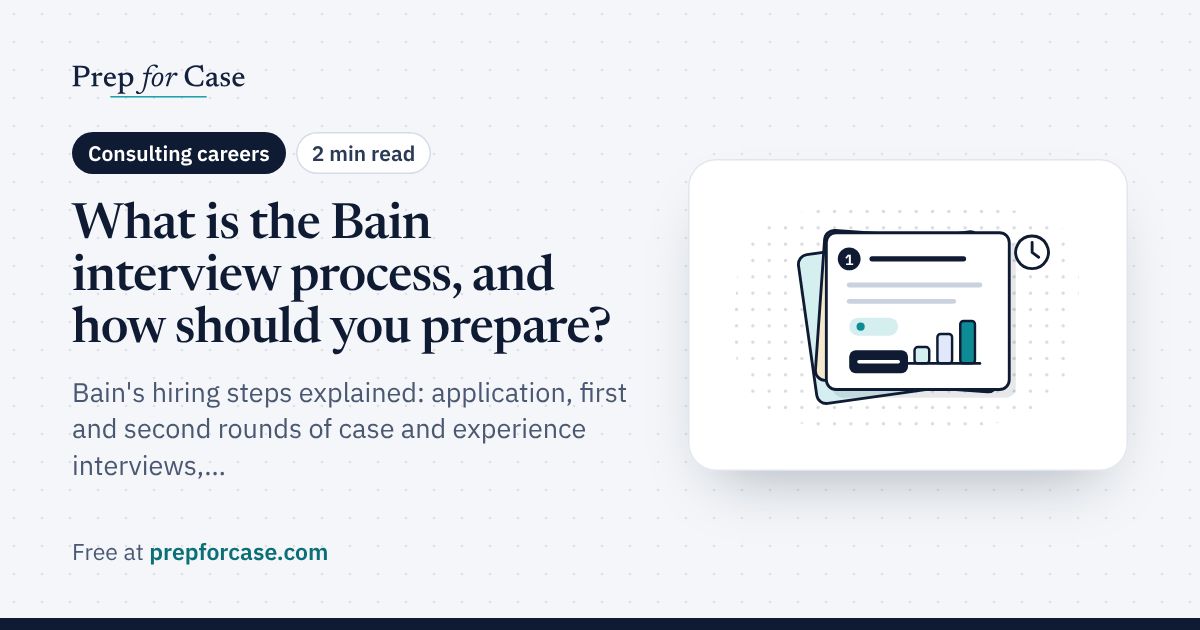 Prep for Case
Consulting careers
2 min read
What is the Bain
interview process, and
how should you prepare?
Bain's hiring steps explained: application, first
and second rounds of case and experience
interviews,...
Free at prepforcase.com
1